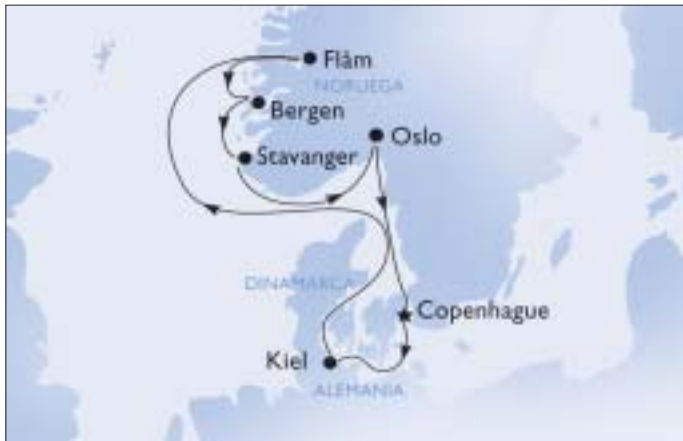 Flåm
NORUEGA
Bergen
Oslo
Stavanger
DINAMARCA
Copenhague
Kiel
ALEMANIA